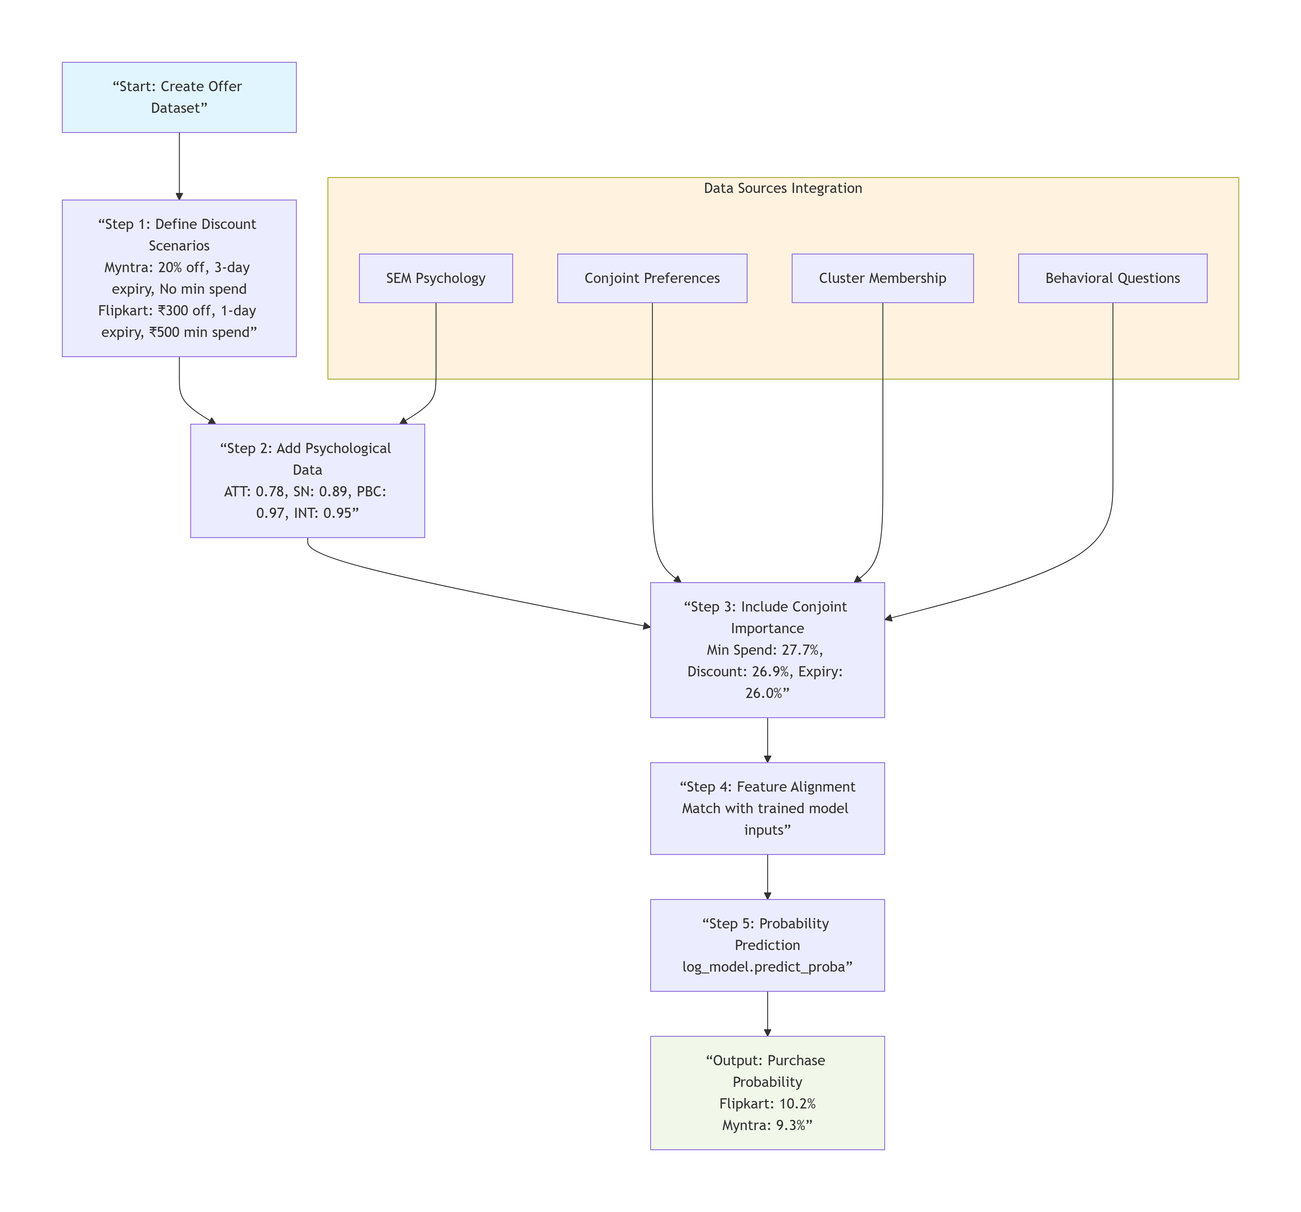 “Start: Create Offer
Dataset”
Data Sources Integration
“Step 1: Define Discount
Scenarios
Myntra: 20% off, 3-day
expiry, No min spend
Flipkart: ₹300 off, 1-day
expiry, ₹500 min spend”
SEM Psychology
Conjoint Preferences
Cluster Membership
Behavioral Questions
“Step 2: Add Psychological
Data
ATT: 0.78, SN: 0.89, PBC:
0.97, INT: 0.95”
“Step 3: Include Conjoint
Importance
Min Spend: 27.7%,
Discount: 26.9%, Expiry:
26.0%”
“Step 4: Feature Alignment
Match with trained model
inputs”
“Step 5: Probability
Prediction
log_model.predict_proba”
“Output: Purchase
Probability
Flipkart: 10.2%
Myntra: 9.3%”